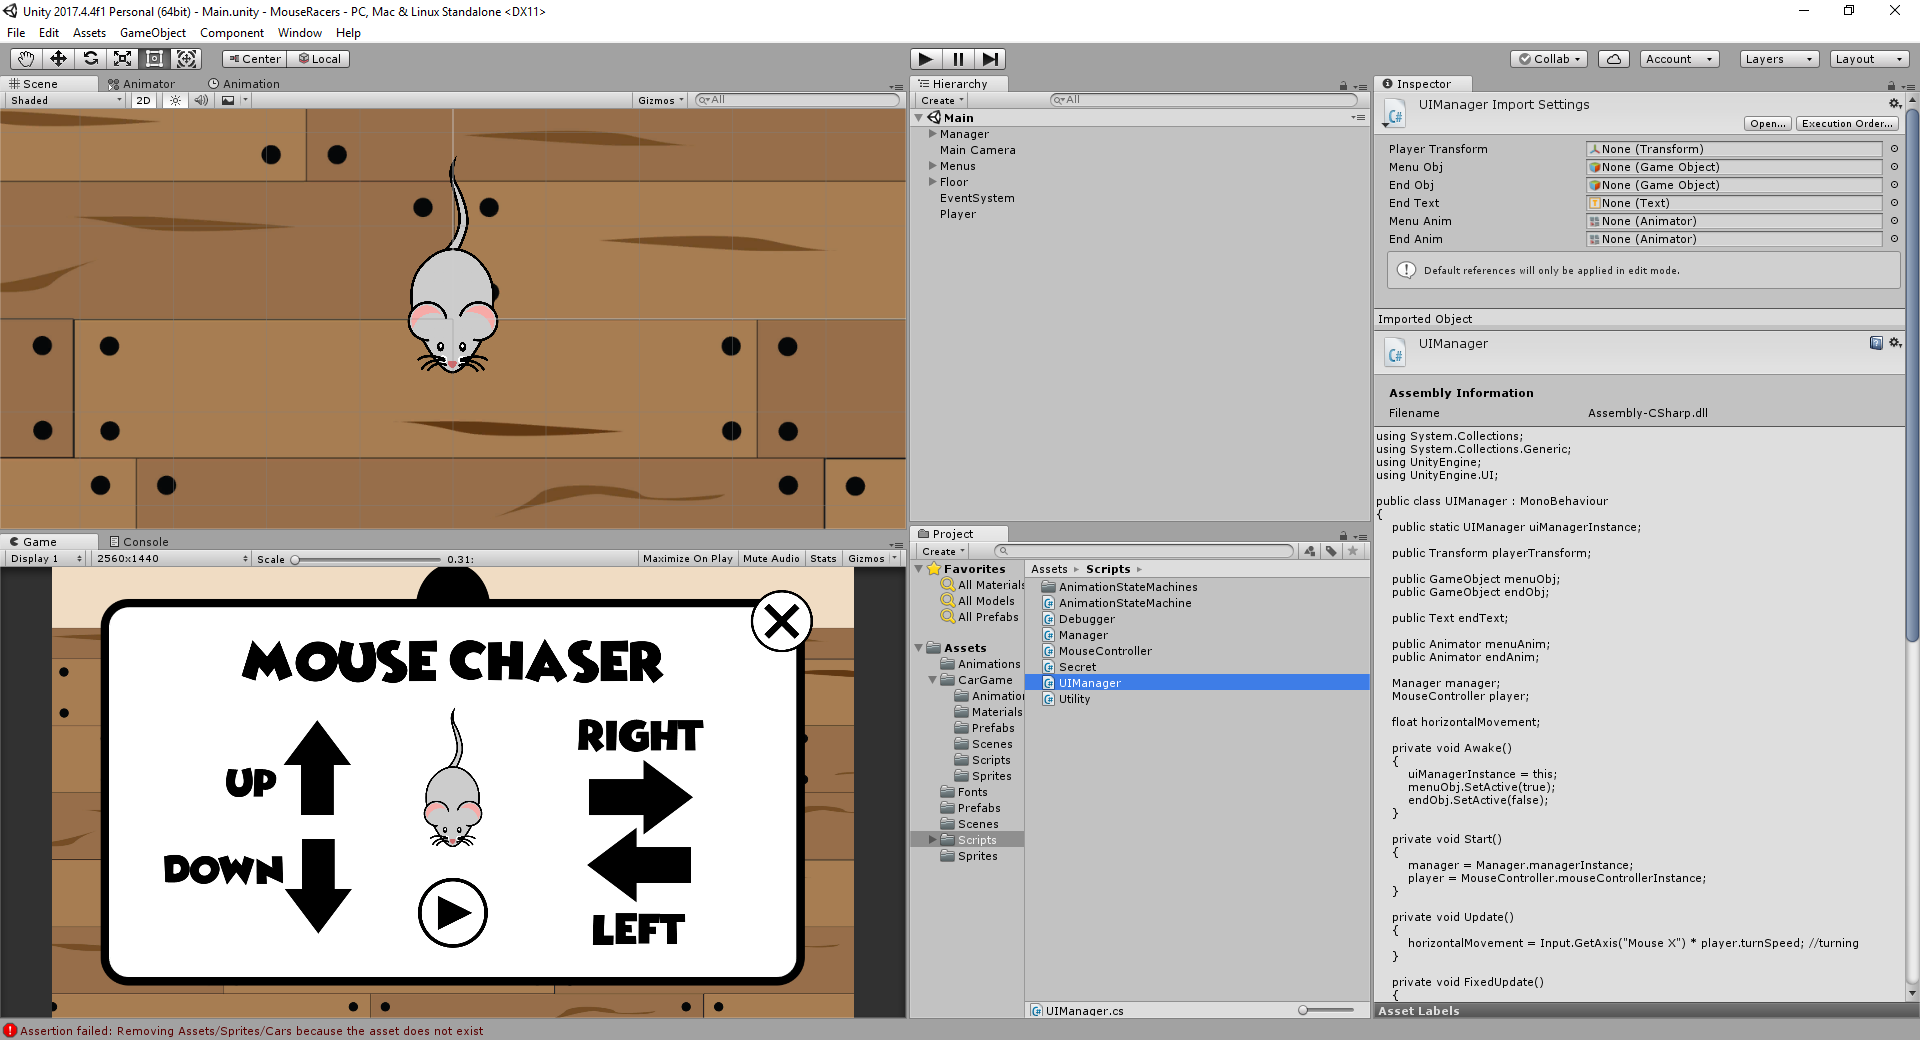 Unity 2017.4.4f1 Personal (64bit) - Main.unity - MouseRacers - PC, Mac & Linux Standalone <DX11>
File Edit Assets GameObject Component Window Help
Center Local
Collab Account Layers Layout
Scene Animator Animation
Shaded 2D Gizmos All
Hierarchy
Create All
Main
Manager
Main Camera
Menus
Floor
EventSystem
Player
Game Console
Display 1 2560x1440 Scale 0.31: Maximize On Play Mute Audio Stats Gizmos
MOUSE CHASER
UP
DOWN
RIGHT
LEFT
Project
Create
Favorites
All Materials
All Models
All Prefabs
Assets
Animations
CarGame
Animation
Materials
Prefabs
Scenes
Scripts
Sprites
Fonts
Prefabs
Scenes
Scripts
Sprites
Assets Scripts
AnimationStateMachines
AnimationStateMachine
Debugger
Manager
MouseController
Secret
UIManager
Utility
UIManager.cs
Inspector
UIManager Import Settings
Open... Execution Order...
Player Transform None (Transform)
Menu Obj None (Game Object)
End Obj None (Game Object)
End Text None (Text)
Menu Anim None (Animator)
End Anim None (Animator)
Default references will only be applied in edit mode.
Imported Object
UIManager
Assembly Information
Filename Assembly-CSharp.dll
using System.Collections;
using System.Collections.Generic;
using UnityEngine;
using UnityEngine.UI;
public class UIManager : MonoBehaviour
{
public static UIManager uiManagerInstance;
public Transform playerTransform;
public GameObject menuObj;
public GameObject endObj;
public Text endText;
public Animator menuAnim;
public Animator endAnim;
Manager manager;
MouseController player;
float horizontalMovement;
private void Awake()
{
uiManagerInstance = this;
menuObj.SetActive(true);
endObj.SetActive(false);
}
private void Start()
{
manager = Manager.managerInstance;
player = MouseController.mouseControllerInstance;
}
private void Update()
{
horizontalMovement = Input.GetAxis("Mouse X") * player.turnSpeed; //turning
}
private void FixedUpdate()
{
Asset Labels
Assertion failed: Removing Assets/Sprites/Cars because the asset does not exist